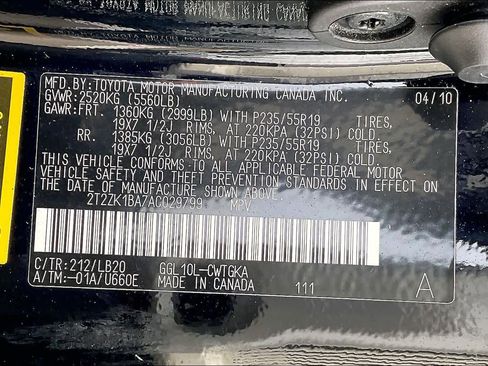 MFD.BY:TOYOTA MOTOR MANUFACTURING CANADA INC.
GVWR:2520KG (5560LB) 04/10
GAWR:FRT. 1360KG (2999LB) WITH P235/55R19 TIRES,
19X7 1/2J RIMS, AT 220KPA (32PSI) COLD.
RR. 1385KG (3056LB) WITH P235/55R19 TIRES,
19X7 1/2J RIMS, AT 220KPA (32PSI) COLD.
THIS VEHICLE CONFORMS TO ALL APPLICABLE FEDERAL MOTOR
VEHICLE SAFETY AND THEFT PREVENTION STANDARDS IN EFFECT ON
THE DATE OF MANUFACTURE SHOWN ABOVE.
2T2ZK1BA7AC029799 MPV
C/TR:212/LB20 GGL10L-CWTGKA
A/TM:-01A/U660E MADE IN CANADA 111 A